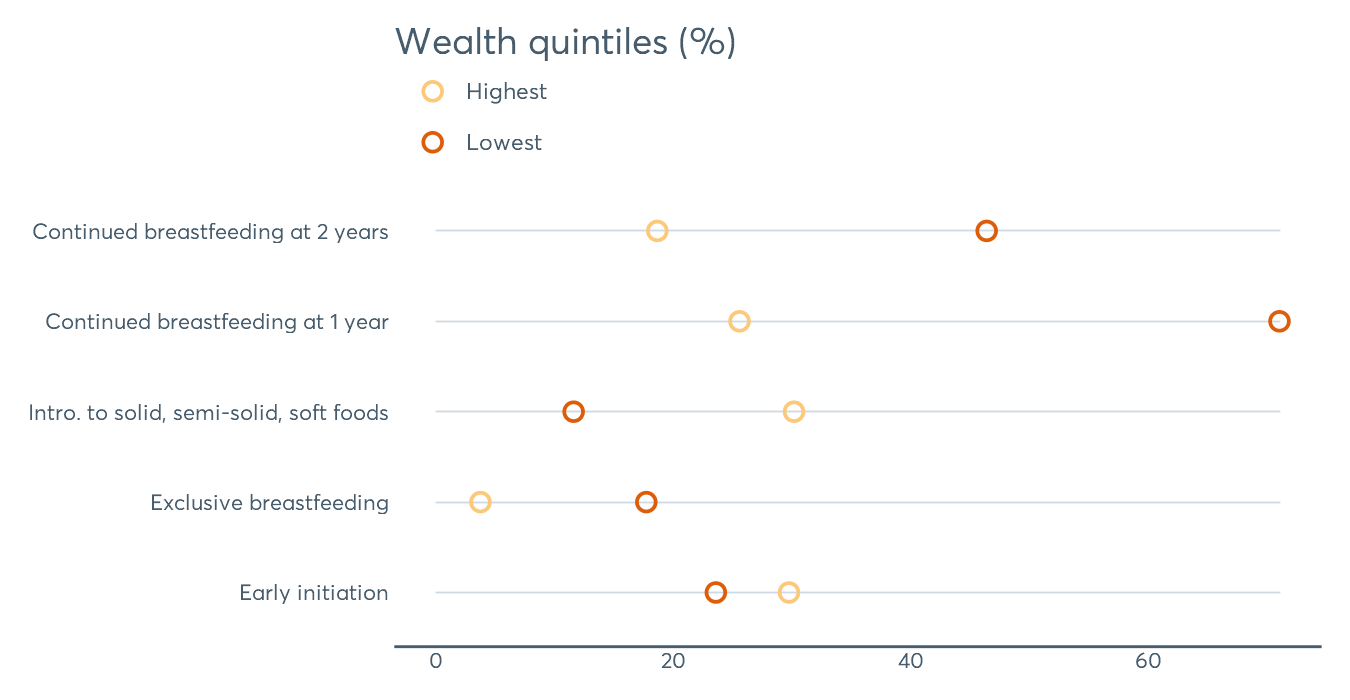 Wealth quintiles (%)
Highest
Lowest
Continued breastfeeding at 2 years
Continued breastfeeding at 1 year
Intro. to solid, semi-solid, soft foods
Exclusive breastfeeding
Early initiation
0 20 40 60